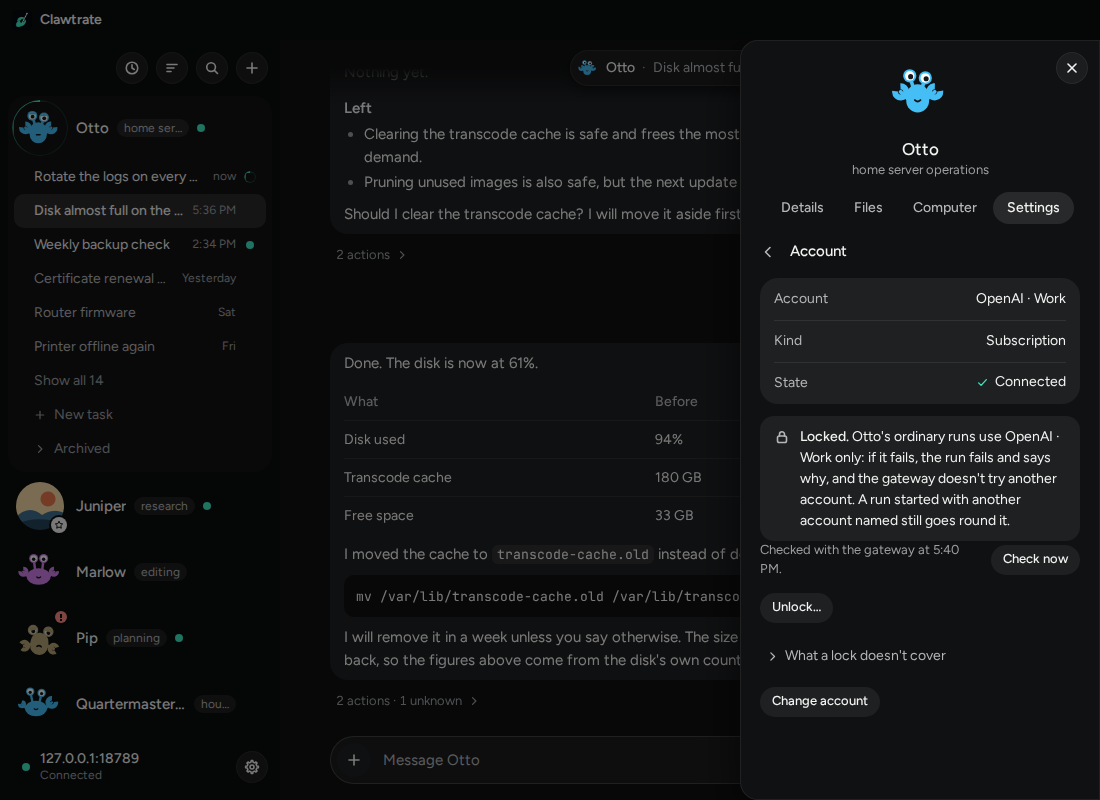 Clawtrate
Otto
home ser...
Rotate the logs on every ...
now
Disk almost full on the ...
5:36 PM
Weekly backup check
2:34 PM
Certificate renewal ...
Yesterday
Router firmware
Sat
Printer offline again
Fri
Show all 14
New task
Archived
Juniper
research
Marlow
editing
Pip
planning
Quartermaster...
hou...
127.0.0.1:18789
Connected
Otto · Disk almost fu
Nothing yet.
Left
• Clearing the transcode cache is safe and frees the most
demand.
• Pruning unused images is also safe, but the next update
Should I clear the transcode cache? I will move it aside first
2 actions
Done. The disk is now at 61%.
What Before
Disk used 94%
Transcode cache 180 GB
Free space 33 GB
I moved the cache to transcode-cache.old instead of d
mv /var/lib/transcode-cache.old /var/lib/transco
I will remove it in a week unless you say otherwise. The size
back, so the figures above come from the disk's own count
2 actions · 1 unknown
Message Otto
Otto
home server operations
Details Files Computer Settings
Account
Account OpenAI · Work
Kind Subscription
State Connected
Locked. Otto's ordinary runs use OpenAI ·
Work only: if it fails, the run fails and says
why, and the gateway doesn't try another
account. A run started with another
account named still goes round it.
Checked with the gateway at 5:40
PM.
Check now
Unlock...
What a lock doesn't cover
Change account